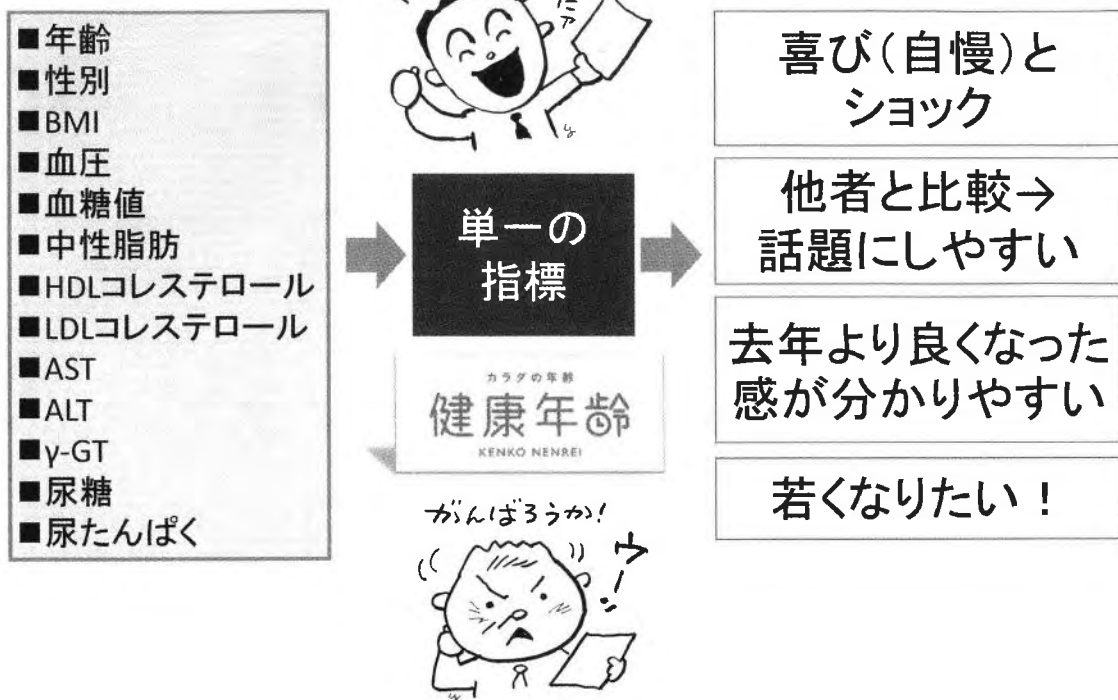 ■年齢
■性別
■BMI
■血圧
■血糖値
■中性脂肪
■HDLコレステロール
■LDLコレステロール
■AST
■ALT
■γ-GT
■尿糖
■尿たんぱく
単一の
指標
カラダの年齢
健康年齢
KENKO NENREI
がんばろうか!
ウーッ
喜び(自慢)と
ショック
他者と比較→
話題にしやすい
去年より良くなった
感が分かりやすい
若くなりたい!